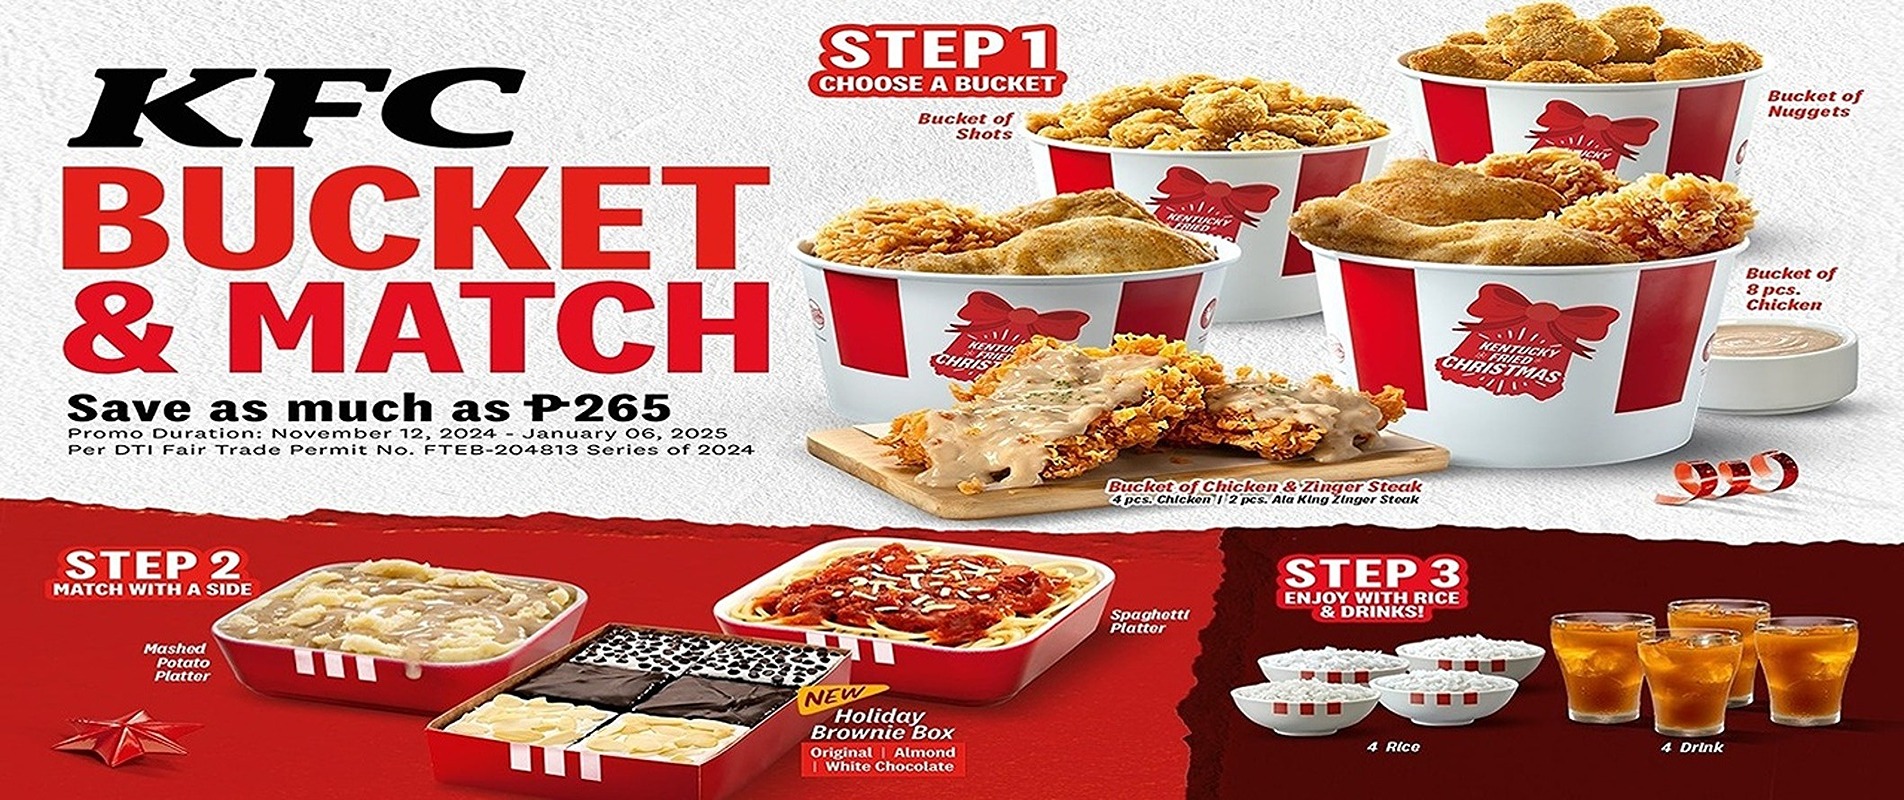 KFC
BUCKET
& MATCH
Save as much as ₱265
Promo Duration: November 12, 2024 - January 06, 2025
Per DTI Fair Trade Permit No. FTEB-204813 Series of 2024
STEP 1
CHOOSE A BUCKET
Bucket of
Shots
Bucket of
Nuggets
KENTUCKY
FRIED
Bucket of
8 pcs.
Chicken
KENTUCKY
FRIED
CHRISTMAS
Bucket of Chicken & Zinger Steak
4 pcs. Chicken | 2 pcs. Ala King Zinger Steak
STEP 2
MATCH WITH A SIDE
Mashed
Potato
Platter
Spaghetti
Platter
NEW
Holiday
Brownie Box
Original | Almond
| White Chocolate
STEP 3
ENJOY WITH RICE
& DRINKS!
4 Rice
4 Drink